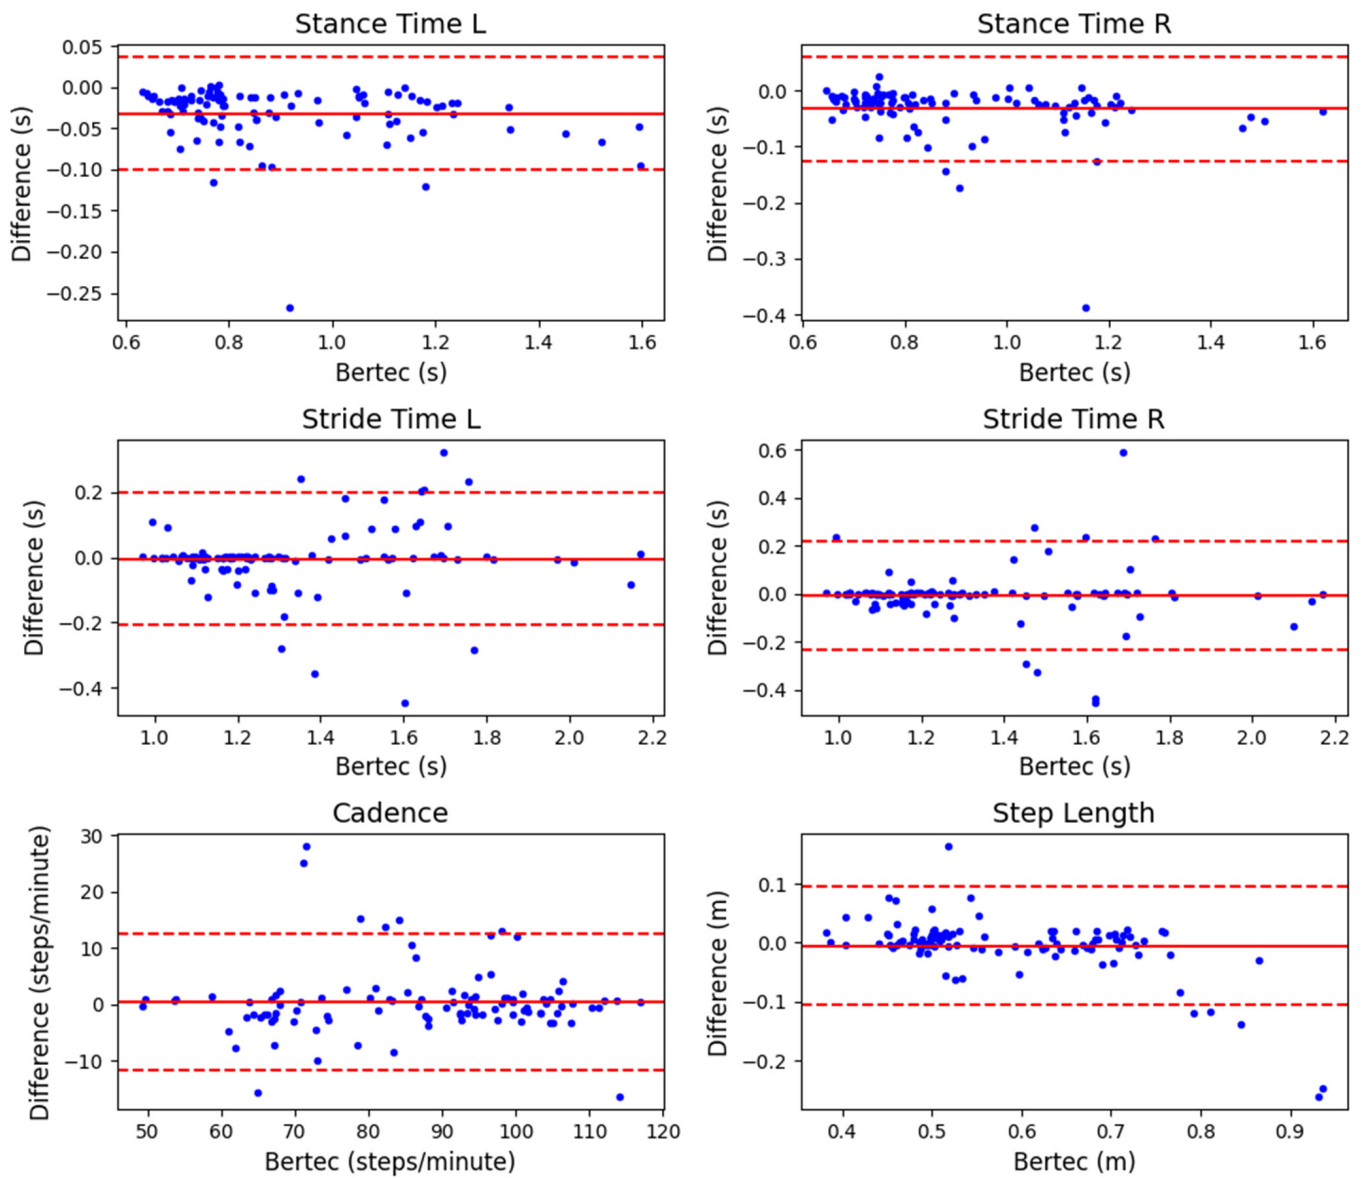 Stance Time L
Stance Time R
0.05
0.00
−0.05
−0.10
−0.15
−0.20
−0.25
Difference (s)
0.6 0.8 1.0 1.2 1.4 1.6
Bertec (s)
0.0
−0.1
−0.2
−0.3
−0.4
Difference (s)
0.6 0.8 1.0 1.2 1.4 1.6
Bertec (s)
Stride Time L
Stride Time R
0.2
0.0
−0.2
−0.4
Difference (s)
1.0 1.2 1.4 1.6 1.8 2.0 2.2
Bertec (s)
0.6
0.4
0.2
0.0
−0.2
−0.4
Difference (s)
1.0 1.2 1.4 1.6 1.8 2.0 2.2
Bertec (s)
Cadence
Step Length
30
20
10
0
−10
Difference (steps/minute)
50 60 70 80 90 100 110 120
Bertec (steps/minute)
0.1
0.0
−0.1
−0.2
Difference (m)
0.4 0.5 0.6 0.7 0.8 0.9
Bertec (m)